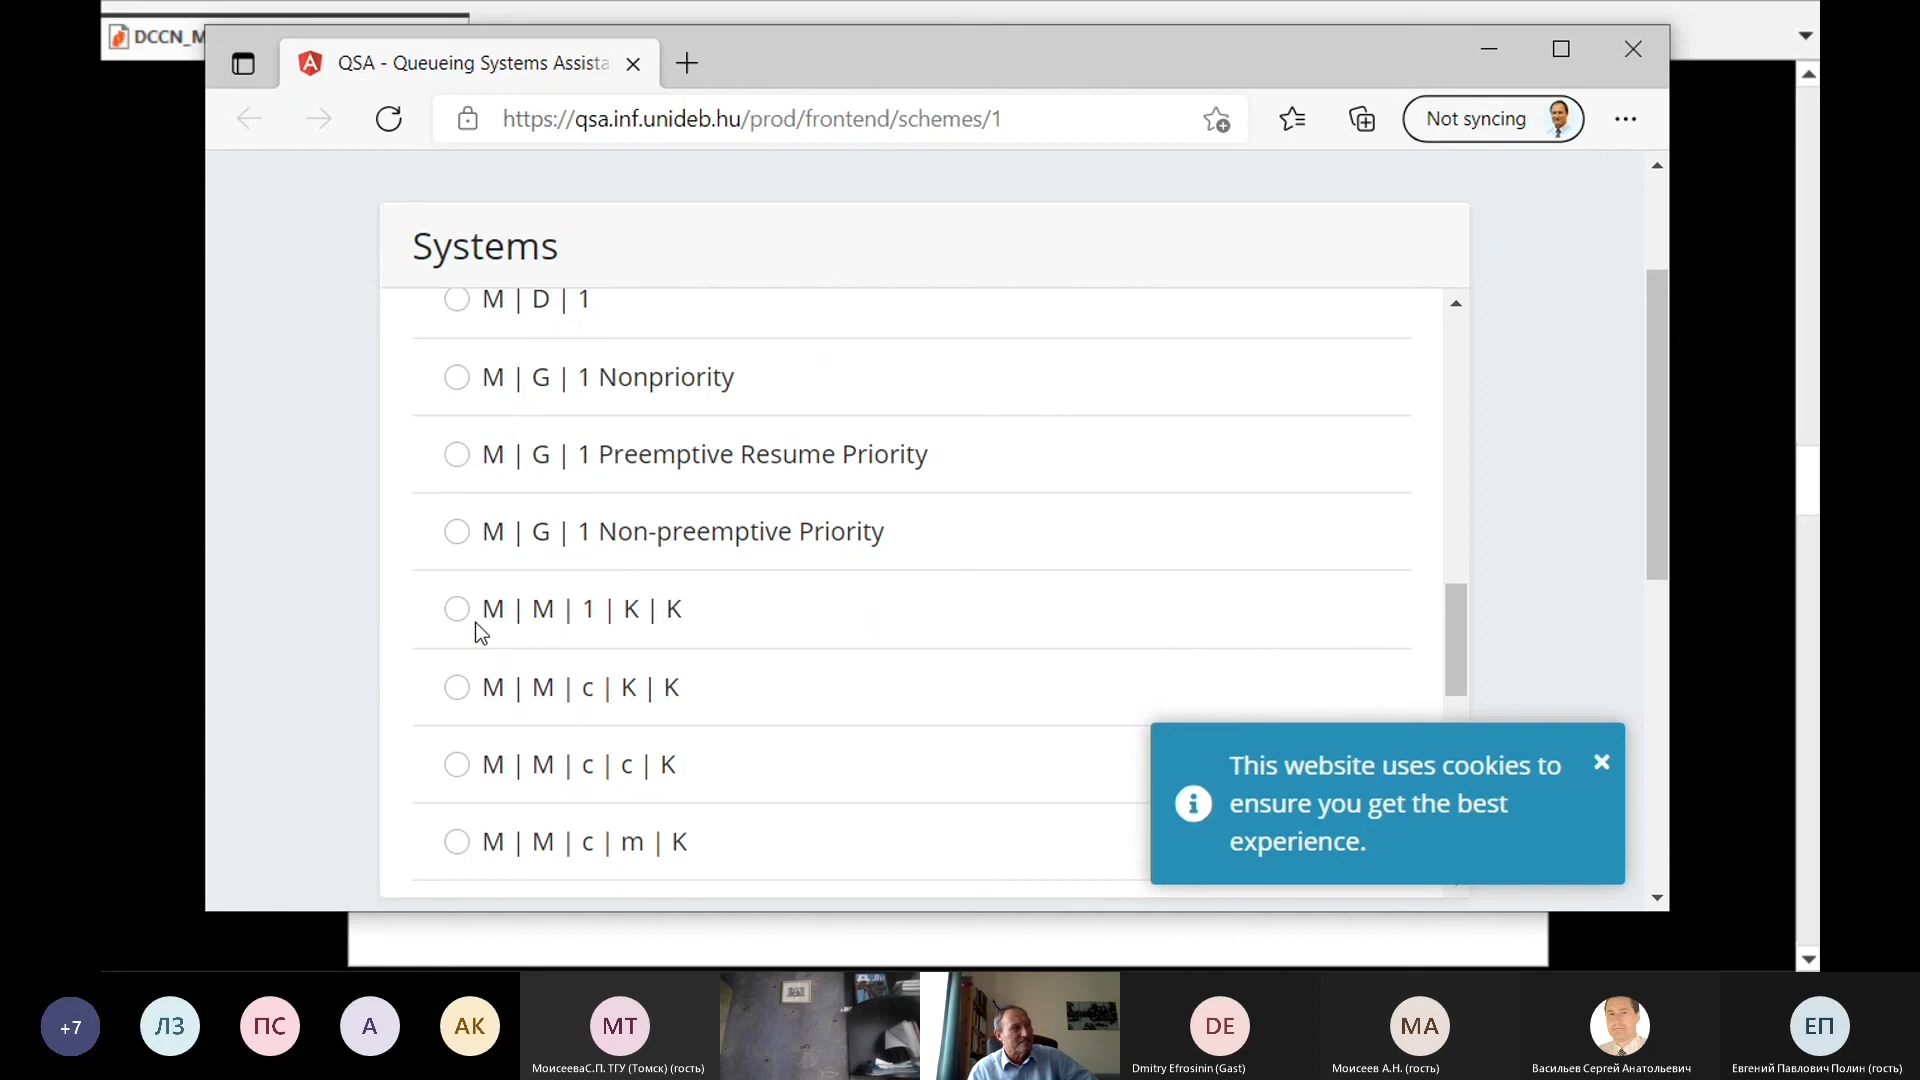 DCCN_M
QSA - Queueing Systems Assista
https://qsa.inf.unideb.hu/prod/frontend/schemes/1
Not syncing
Systems
M | D | 1
M | G | 1 Nonpriority
M | G | 1 Preemptive Resume Priority
M | G | 1 Non-preemptive Priority
M | M | 1 | K | K
M | M | c | K | K
M | M | c | c | K
M | M | c | m | K
This website uses cookies to
ensure you get the best
experience.
+7
ЛЗ
ПС
А
АК
МТ
DE
МА
ЕП
МоисееваС.П. ТГУ (Томск) (гость)
Dmitry Efrosinin (Gast)
Моисеев А.Н. (гость)
Васильев Сергей Анатольевич
Евгений Павлович Полин (гость)